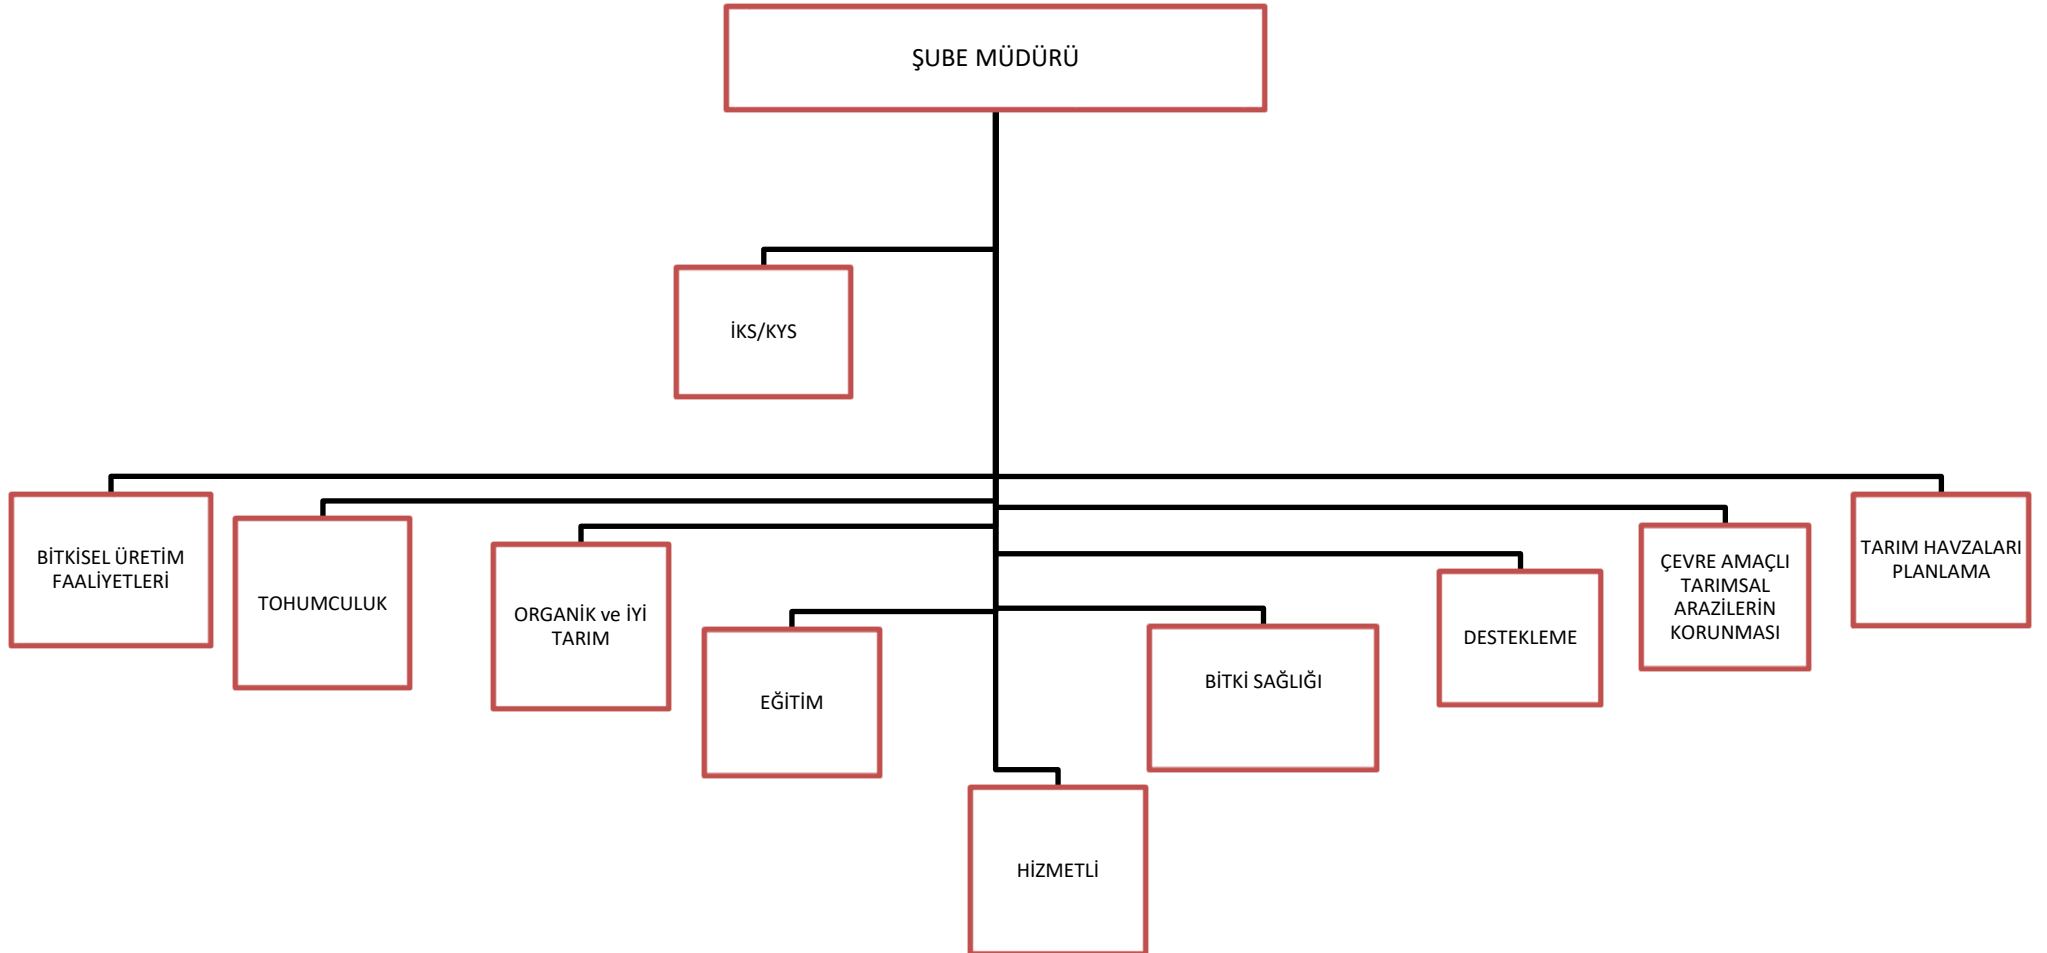 ŞUBE MÜDÜRÜ
İKS/KYS
BİTKİSEL ÜRETİM
FAALİYETLERİ
TOHUMCULUK
ORGANİK ve İYİ
TARIM
EĞİTİM
HİZMETLİ
BİTKİ SAĞLIĞI
DESTEKLEME
ÇEVRE AMAÇLI
TARIMSAL
ARAZİLERİN
KORUNMASI
TARIM HAVZALARI
PLANLAMA